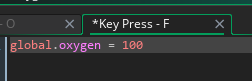 - O
*Key Press - F
global.oxygen = 100